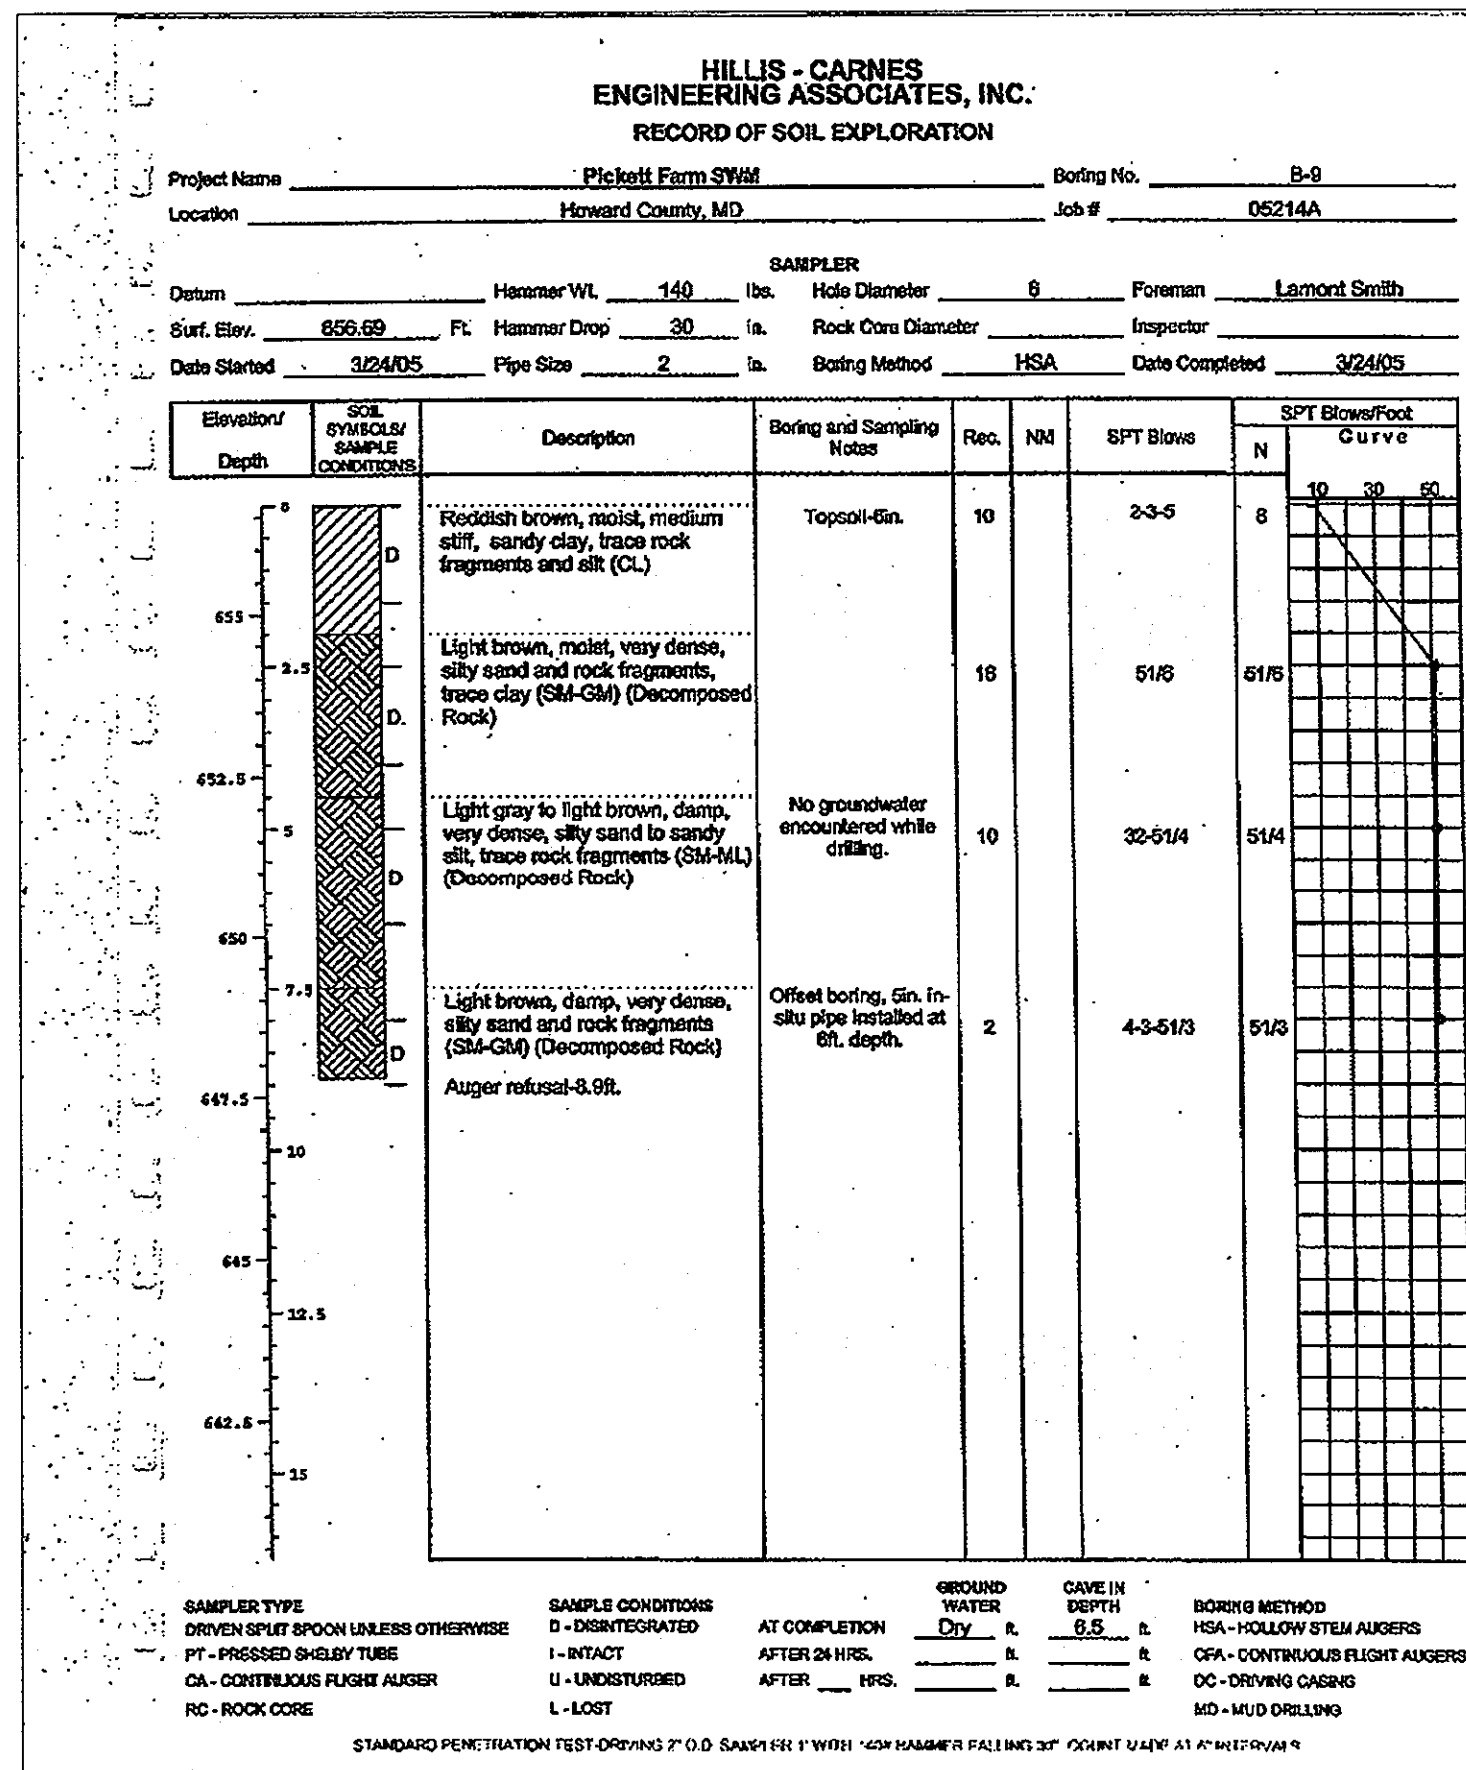 HILLIS - CARNES
ENGINEERING ASSOCIATES, INC.
RECORD OF SOIL EXPLORATION
Project Name Pickett Farm SWM Boring No. B-9
Location Howard County, MD Job # 05214A
SAMPLER
Datum Hammer Wt. 140 lbs. Hole Diameter 6 Foreman Lamont Smith
Surf. Elev. 656.69 Ft. Hammer Drop 30 in. Rock Core Diameter Inspector
Date Started 3/24/05 Pipe Size 2 in. Boring Method HSA Date Completed 3/24/05
Elevation/
Depth
SOIL
SYMBOLS/
SAMPLE
CONDITIONS
Description
Boring and Sampling
Notes
Rec.
NM
SPT Blows
SPT Blows/Foot
N
Curve
10 30 50
0
Reddish brown, moist, medium
stiff, sandy clay, trace rock
fragments and silt (CL)
D
Topsoil-6in.
10
2-3-5
8
655
2.5
Light brown, moist, very dense,
silty sand and rock fragments,
trace clay (SM-GM) (Decomposed
Rock)
D
16
51/6
51/6
652.5
5
Light gray to light brown, damp,
very dense, silty sand to sandy
silt, trace rock fragments (SM-ML)
(Decomposed Rock)
D
No groundwater
encountered while
drilling.
10
32-51/4
51/4
650
7.5
Light brown, damp, very dense,
silty sand and rock fragments
(SM-GM) (Decomposed Rock)
D
Auger refusal-8.9ft.
Offset boring, 5in. in-
situ pipe installed at
6ft. depth.
2
4-3-51/3
51/3
647.5
10
645
12.5
642.5
15
SAMPLER TYPE
DRIVEN SPLIT SPOON UNLESS OTHERWISE
PT - PRESSED SHELBY TUBE
CA - CONTINUOUS FLIGHT AUGER
RC - ROCK CORE
SAMPLE CONDITIONS
D - DISINTEGRATED
I - INTACT
U - UNDISTURBED
L - LOST
GROUND
WATER
CAVE IN
DEPTH
AT COMPLETION Dry ft. 6.5 ft.
AFTER 24 HRS. ft. ft.
AFTER HRS. ft. ft.
BORING METHOD
HSA - HOLLOW STEM AUGERS
CFA - CONTINUOUS FLIGHT AUGERS
DC - DRIVING CASING
MD - MUD DRILLING
STANDARD PENETRATION TEST-DRIVING 2" O.D. SAMPLER 1' WITH 140# HAMMER FALLING 30" COUNT MADE AT 6" INTERVALS